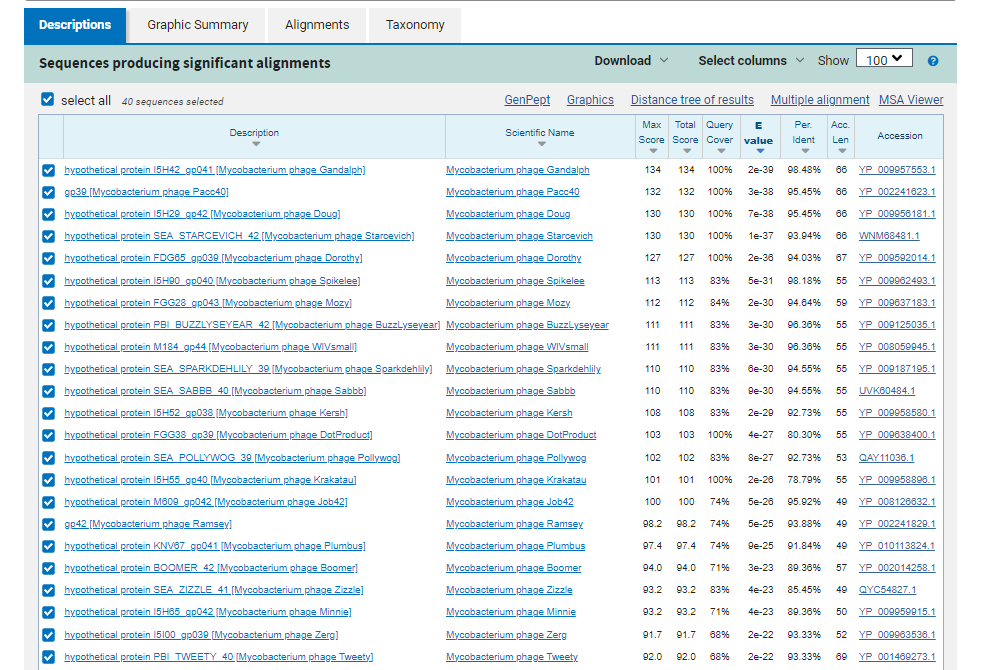 Descriptions Graphic Summary Alignments Taxonomy
Sequences producing significant alignments Download Select columns Show 100 ?
select all 40 sequences selected GenPept Graphics Distance tree of results Multiple alignment MSA Viewer
Description Scientific Name Max Score Total Score Query Cover E value Per. Ident Acc. Len Accession
hypothetical protein I5H42_gp041 [Mycobacterium phage Gandalph] Mycobacterium phage Gandalph 134 134 100% 2e-39 98.48% 66 YP_009957553.1
gp39 [Mycobacterium phage Pacc40] Mycobacterium phage Pacc40 132 132 100% 3e-38 95.45% 66 YP_002241623.1
hypothetical protein I5H29_gp42 [Mycobacterium phage Doug] Mycobacterium phage Doug 130 130 100% 7e-38 95.45% 66 YP_009956181.1
hypothetical protein SEA_STARCEVICH_42 [Mycobacterium phage Starcevich] Mycobacterium phage Starcevich 130 130 100% 1e-37 93.94% 66 WNM68481.1
hypothetical protein FDG65_gp039 [Mycobacterium phage Dorothy] Mycobacterium phage Dorothy 127 127 100% 2e-36 94.03% 67 YP_009592014.1
hypothetical protein I5H90_gp040 [Mycobacterium phage Spikelee] Mycobacterium phage Spikelee 113 113 83% 5e-31 98.18% 55 YP_009962493.1
hypothetical protein FGG28_gp043 [Mycobacterium phage Mozy] Mycobacterium phage Mozy 112 112 84% 2e-30 94.64% 59 YP_009637183.1
hypothetical protein PBI_BUZZLYSEYEAR_42 [Mycobacterium phage BuzzLyseyear] Mycobacterium phage BuzzLyseyear 111 111 83% 3e-30 96.36% 55 YP_009125035.1
hypothetical protein M184_gp44 [Mycobacterium phage WIVsmall] Mycobacterium phage WIVsmall 111 111 83% 3e-30 96.36% 55 YP_008059945.1
hypothetical protein SEA_SPARKDEHLILY_39 [Mycobacterium phage Sparkdehlily] Mycobacterium phage Sparkdehlily 110 110 83% 6e-30 94.55% 55 YP_009187195.1
hypothetical protein SEA_SABBB_40 [Mycobacterium phage Sabbb] Mycobacterium phage Sabbb 110 110 83% 9e-30 94.55% 55 UVK60484.1
hypothetical protein I5H52_gp038 [Mycobacterium phage Kersh] Mycobacterium phage Kersh 108 108 83% 2e-29 92.73% 55 YP_009958580.1
hypothetical protein FGG38_gp39 [Mycobacterium phage DotProduct] Mycobacterium phage DotProduct 103 103 100% 4e-27 80.30% 55 YP_009638400.1
hypothetical protein SEA_POLLYWOG_39 [Mycobacterium phage Pollywog] Mycobacterium phage Pollywog 102 102 83% 8e-27 92.73% 53 QAY11036.1
hypothetical protein I5H55_gp40 [Mycobacterium phage Krakatau] Mycobacterium phage Krakatau 101 101 100% 2e-26 78.79% 55 YP_009958896.1
hypothetical protein M609_gp042 [Mycobacterium phage Job42] Mycobacterium phage Job42 100 100 74% 5e-26 95.92% 49 YP_008126632.1
gp42 [Mycobacterium phage Ramsey] Mycobacterium phage Ramsey 98.2 98.2 74% 5e-25 93.88% 49 YP_002241829.1
hypothetical protein KNV67_gp041 [Mycobacterium phage Plumbus] Mycobacterium phage Plumbus 97.4 97.4 74% 9e-25 91.84% 49 YP_010113824.1
hypothetical protein BOOMER_42 [Mycobacterium phage Boomer] Mycobacterium phage Boomer 94.0 94.0 71% 3e-23 89.36% 57 YP_002014258.1
hypothetical protein SEA_ZIZZLE_41 [Mycobacterium phage Zizzle] Mycobacterium phage Zizzle 93.2 93.2 83% 4e-23 85.45% 49 QYC54827.1
hypothetical protein I5H65_gp042 [Mycobacterium phage Minnie] Mycobacterium phage Minnie 93.2 93.2 71% 4e-23 89.36% 50 YP_009959915.1
hypothetical protein I5I00_gp039 [Mycobacterium phage Zerg] Mycobacterium phage Zerg 91.7 91.7 68% 2e-22 93.33% 52 YP_009963536.1
hypothetical protein PBI_TWEETY_40 [Mycobacterium phage Tweety] Mycobacterium phage Tweety 92.0 92.0 68% 2e-22 93.33% 69 YP_001469273.1